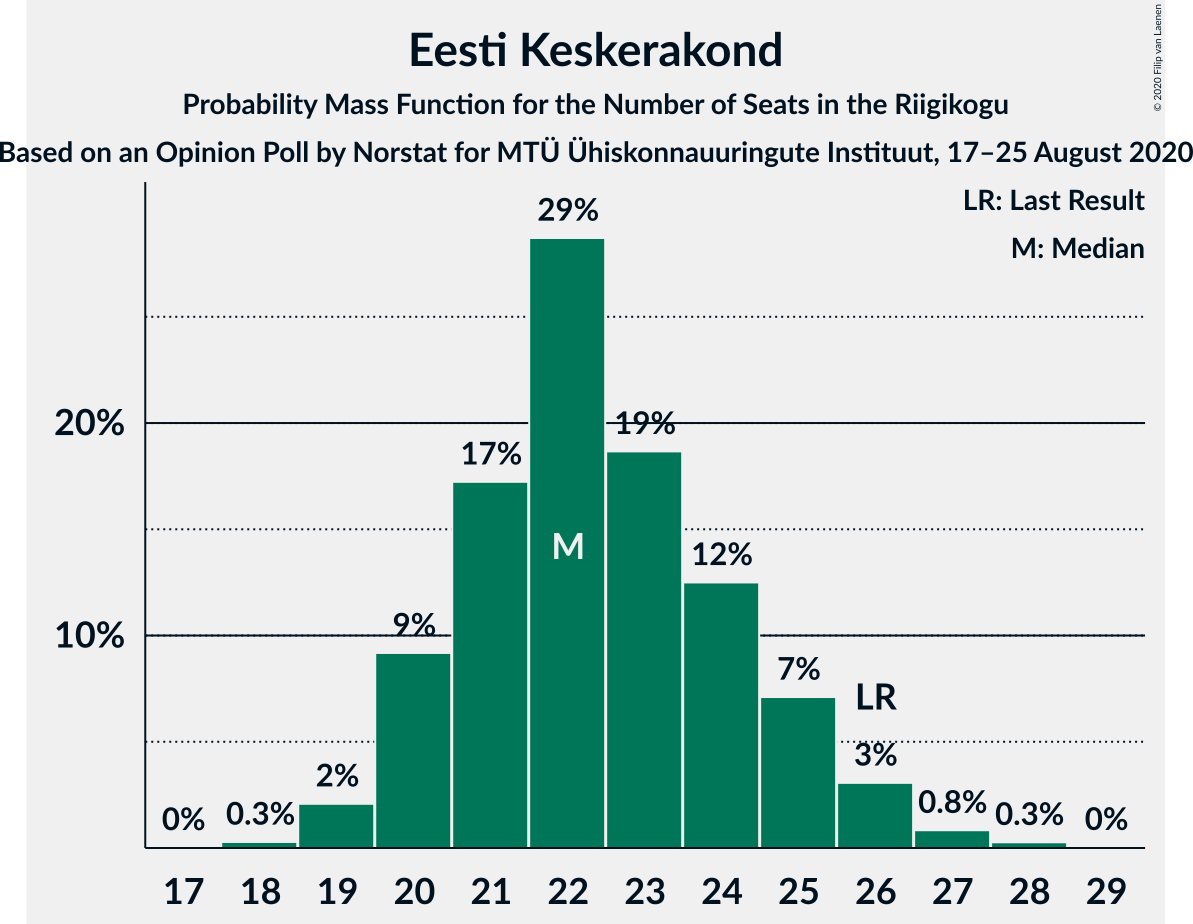 Eesti Keskerakond
Probability Mass Function for the Number of Seats in the Riigikogu
Based on an Opinion Poll by Norstat for MTÜ Ühiskonnauuringute Instituut, 17–25 August 2020
© 2020 Filip van Laenen
LR: Last Result
M: Median
29%
20%
19%
17%
M
12%
10%
9%
7%
LR
3%
2%
0%
0.3%
0.8%
0.3%
0%
17 18 19 20 21 22 23 24 25 26 27 28 29